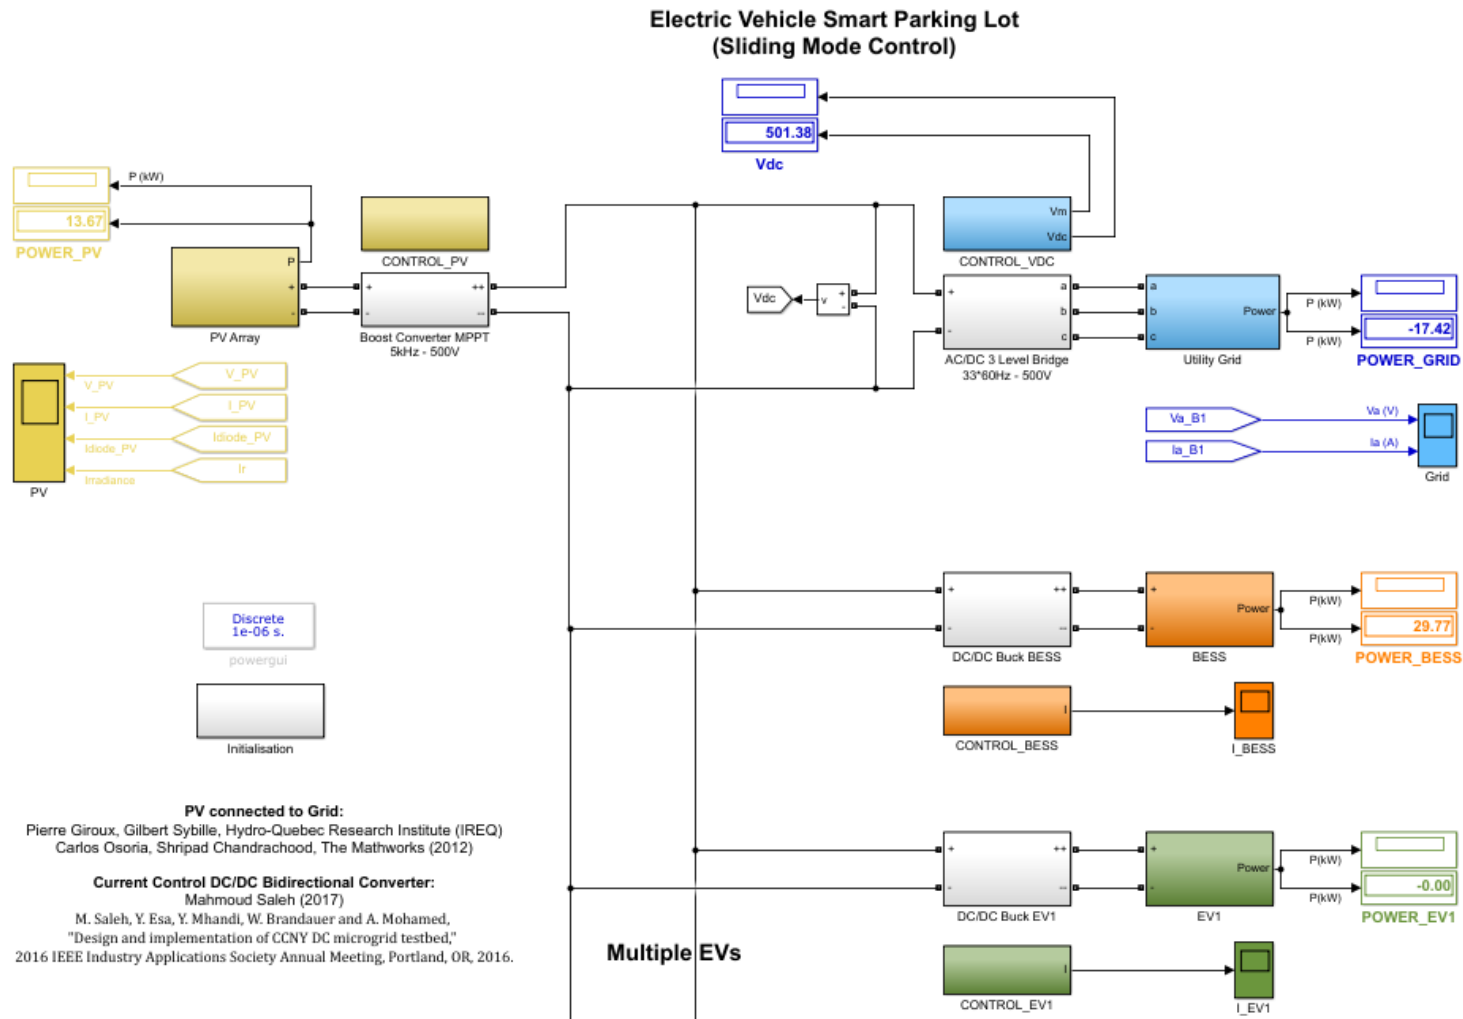 Electric Vehicle Smart Parking Lot
(Sliding Mode Control)
501.38
Vdc
P (kW)
13.67
POWER_PV
P
+
-
PV Array
CONTROL_PV
+
-
++
--
Boost Converter MPPT
5kHz - 500V
Vdc
v
+
-
Vm
Vdc
CONTROL_VDC
+
-
a
b
c
AC/DC 3 Level Bridge
33*60Hz - 500V
a
b
c
Power
Utility Grid
P (kW)
-17.42
P (kW)
POWER_GRID
V_PV
V_PV
I_PV
I_PV
Idiode_PV
Idiode_PV
Ir
Irradiance
PV
Va_B1
Va (V)
Ia_B1
Ia (A)
Grid
Discrete
1e-06 s.
powergui
Initialisation
+
-
++
--
DC/DC Buck BESS
+
-
Power
BESS
P(kW)
29.77
P(kW)
POWER_BESS
I
CONTROL_BESS
I_BESS
PV connected to Grid:
Pierre Giroux, Gilbert Sybille, Hydro-Quebec Research Institute (IREQ)
Carlos Osoria, Shripad Chandrachood, The Mathworks (2012)
Current Control DC/DC Bidirectional Converter:
Mahmoud Saleh (2017)
M. Saleh, Y. Esa, Y. Mhandi, W. Brandauer and A. Mohamed,
"Design and implementation of CCNY DC microgrid testbed,"
2016 IEEE Industry Applications Society Annual Meeting, Portland, OR, 2016.
+
-
++
--
DC/DC Buck EV1
+
-
Power
EV1
P(kW)
-0.00
P(kW)
POWER_EV1
Multiple EVs
I
CONTROL_EV1
I_EV1